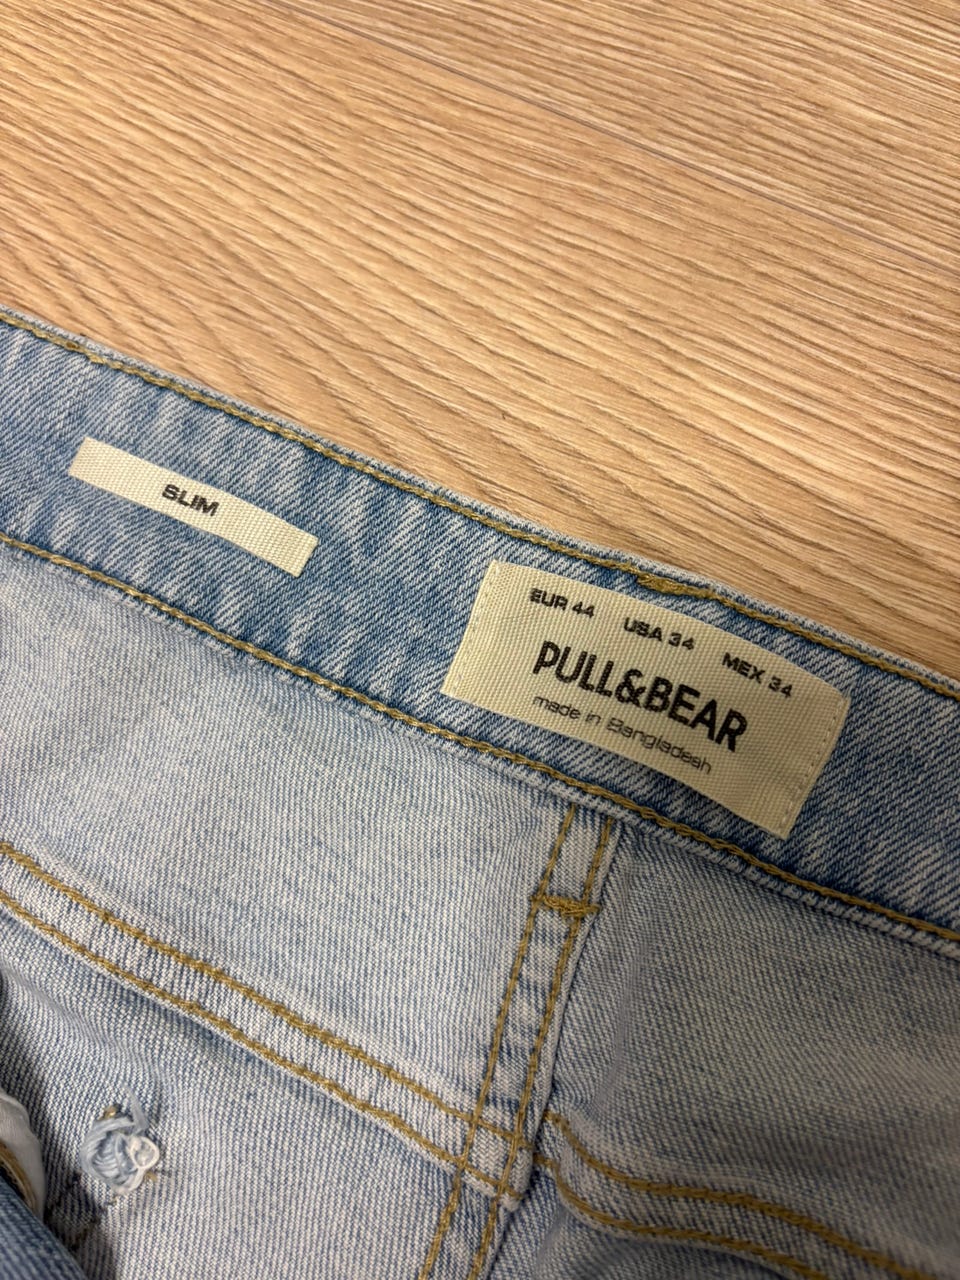 SLIM
EUR 44 USA 34 MEX 34
PULL&BEAR
made in Bangladesh